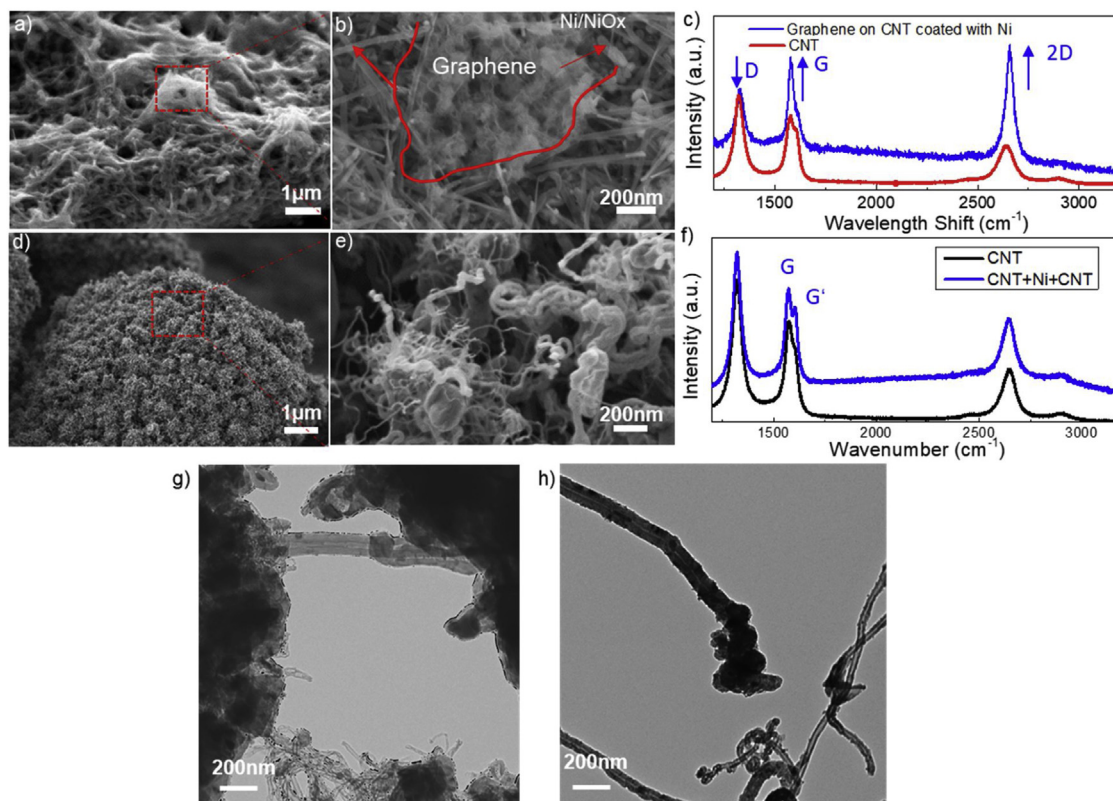 a)
1µm
b)
Ni/NiOx
Graphene
200nm
c)
Graphene on CNT coated with Ni
CNT
D
G
2D
Intensity (a.u.)
1500 2000 2500 3000
Wavelength Shift (cm⁻¹)
d)
1µm
e)
200nm
f)
CNT
CNT+Ni+CNT
G
G‘
Intensity (a.u.)
1500 2000 2500 3000
Wavenumber (cm⁻¹)
g)
200nm
h)
200nm